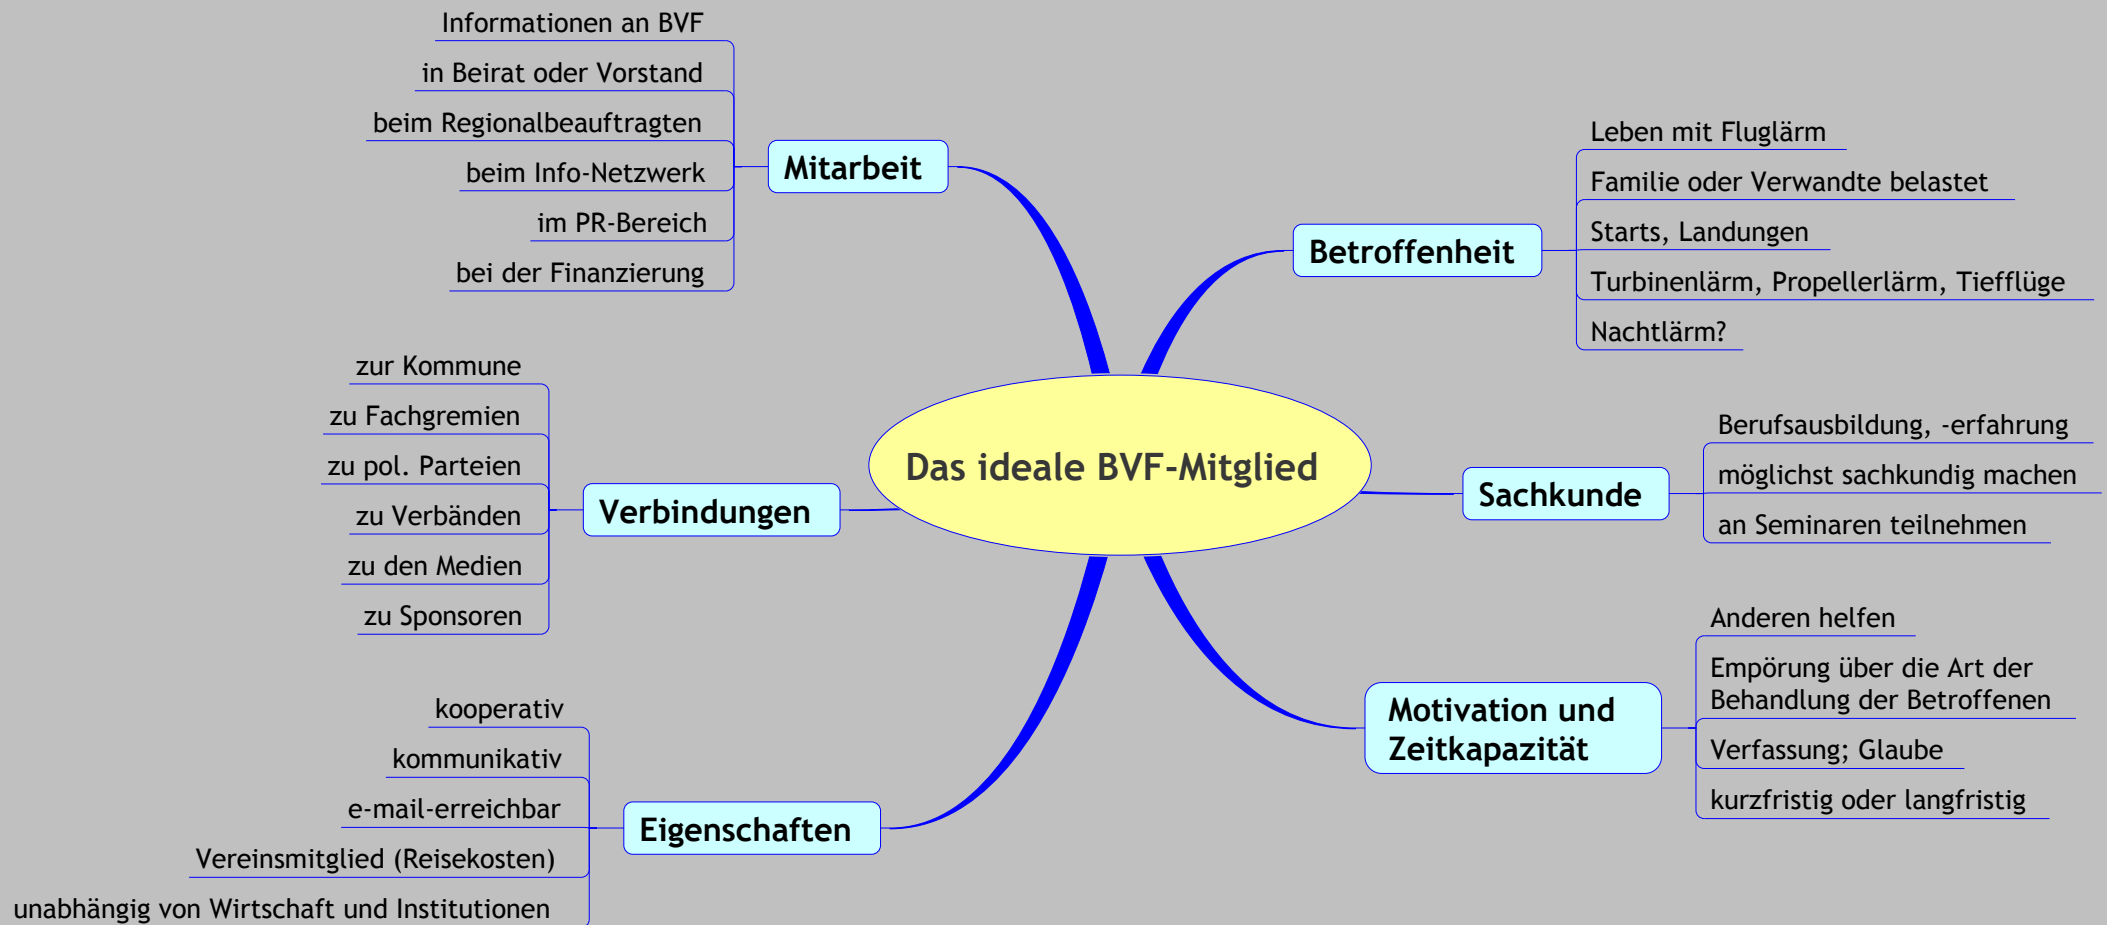 Das ideale BVF-Mitglied
Mitarbeit
Informationen an BVF
in Beirat oder Vorstand
beim Regionalbeauftragten
beim Info-Netzwerk
im PR-Bereich
bei der Finanzierung
Verbindungen
zur Kommune
zu Fachgremien
zu pol. Parteien
zu Verbänden
zu den Medien
zu Sponsoren
Eigenschaften
kooperativ
kommunikativ
e-mail-erreichbar
Vereinsmitglied (Reisekosten)
unabhängig von Wirtschaft und Institutionen
Betroffenheit
Leben mit Fluglärm
Familie oder Verwandte belastet
Starts, Landungen
Turbinenlärm, Propellerlärm, Tiefflüge
Nachtlärm?
Sachkunde
Berufsausbildung, -erfahrung
möglichst sachkundig machen
an Seminaren teilnehmen
Motivation und
Zeitkapazität
Anderen helfen
Empörung über die Art der
Behandlung der Betroffenen
Verfassung; Glaube
kurzfristig oder langfristig